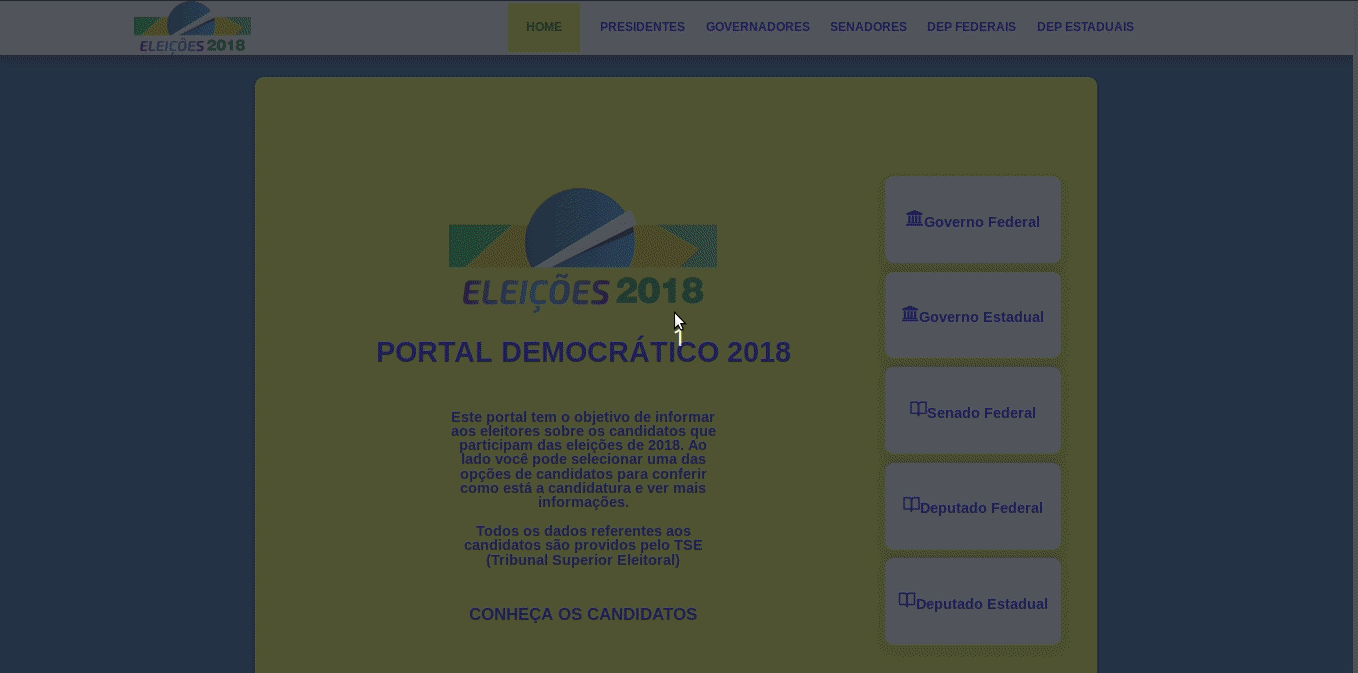 ELEIÇÕES 2018
HOME PRESIDENTES GOVERNADORES SENADORES DEP FEDERAIS DEP ESTADUAIS
ELEIÇÕES 2018
PORTAL DEMOCRÁTICO 2018
1
Este portal tem o objetivo de informar
aos eleitores sobre os candidatos que
participam das eleições de 2018. Ao
lado você pode selecionar uma das
opções de candidatos para conferir
como está a candidatura e ver mais
informações.
Todos os dados referentes aos
candidatos são providos pelo TSE
(Tribunal Superior Eleitoral)
CONHEÇA OS CANDIDATOS
Governo Federal
Governo Estadual
Senado Federal
Deputado Federal
Deputado Estadual